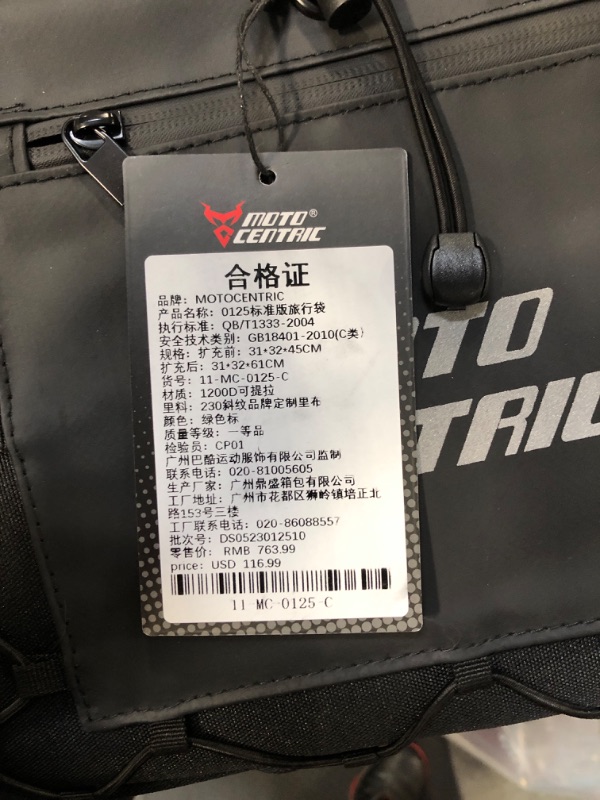 MOTO®
CENTRIC
合格证
品牌: MOTOCENTRIC
产品名称: 0125标准版旅行袋
执行标准: QB/T1333-2004
安全技术类别: GB18401-2010(C类)
规格: 扩充前: 31*32*45CM
扩充后: 31*32*61CM
货号: 11-MC-0125-C
材质: 1200D可提拉
里料: 230斜纹品牌定制里布
颜色: 绿色标
质量等级: 一等品
检验员: CP01
广州巴酷运动服饰有限公司监制
联系电话: 020-81005605
生产厂家: 广州鼎盛箱包有限公司
工厂地址: 广州市花都区狮岭镇培正北
路153号三楼
工厂联系电话: 020-86088557
批次号: DS0523012510
零售价: RMB 763.99
price: USD 116.99
11-MC-0125-C
OTO
TRIC